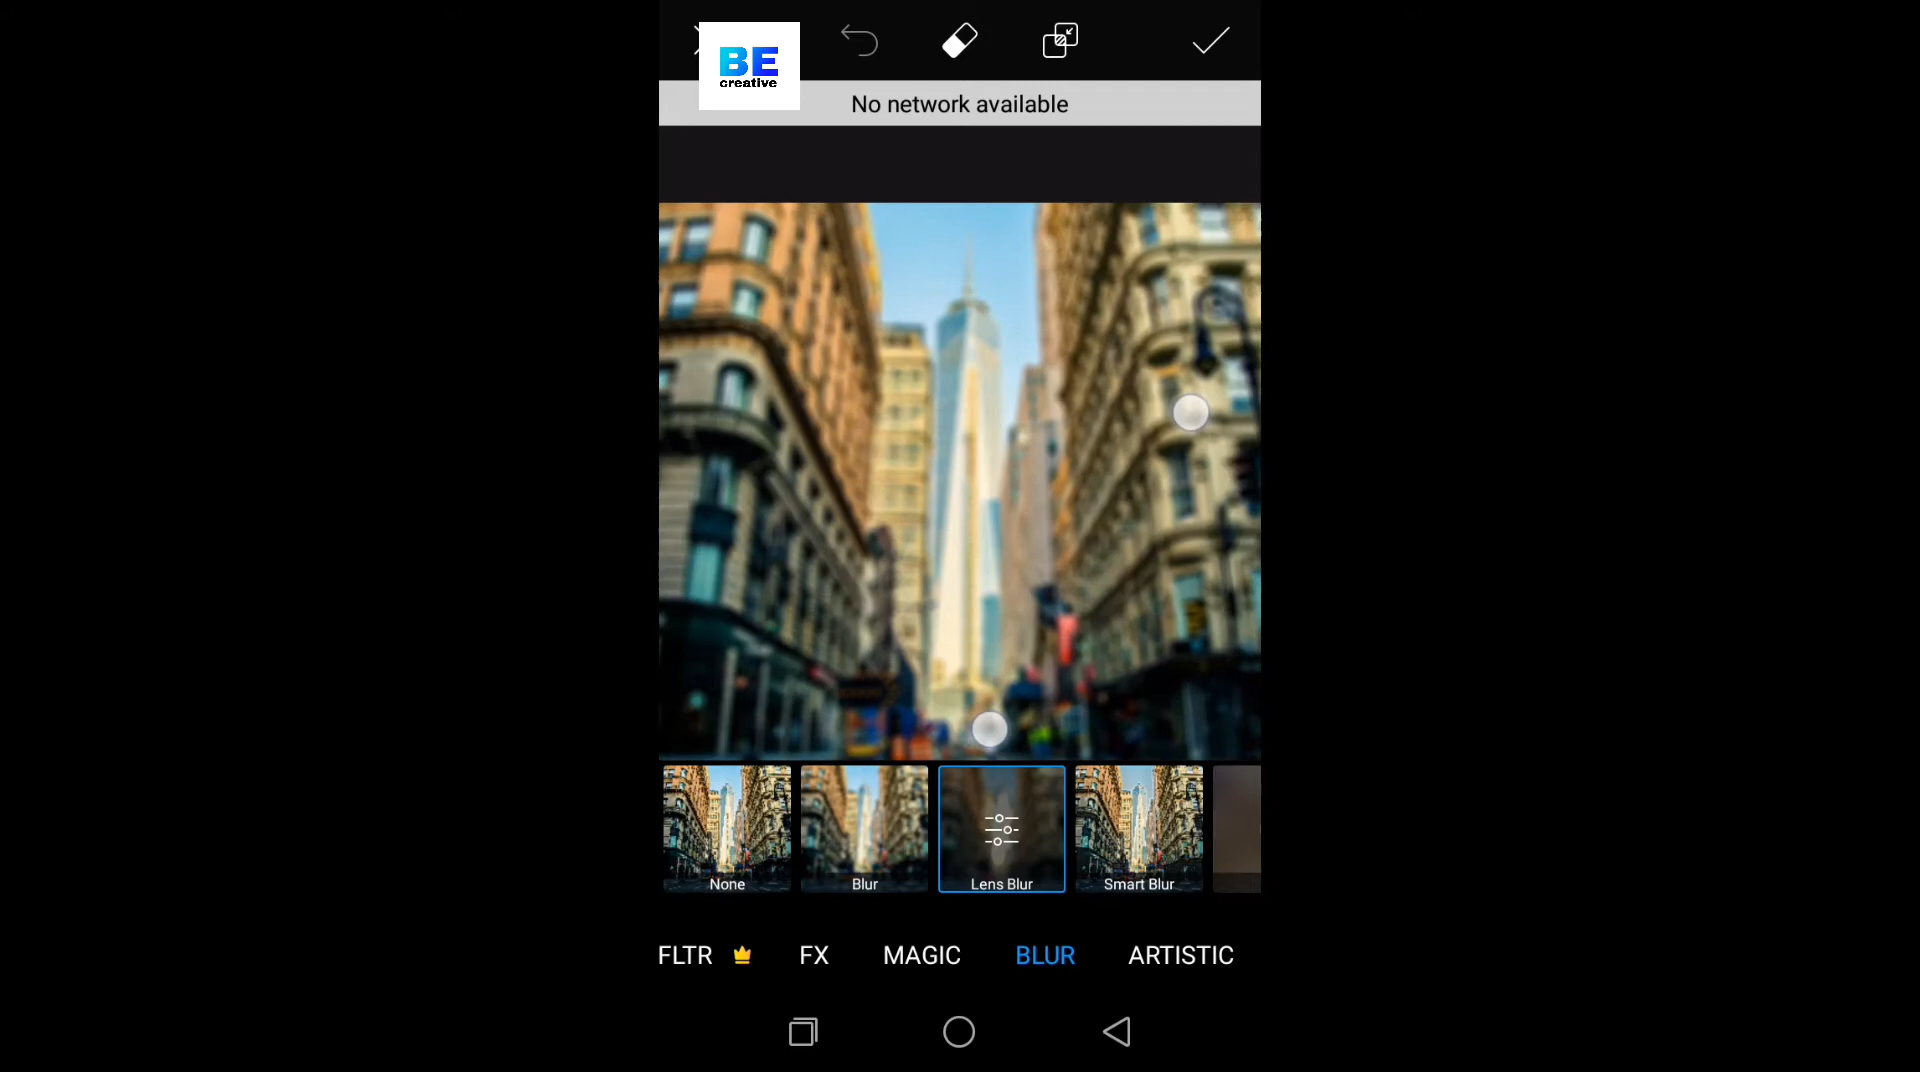 BE
creative
No network available
None
Blur
Lens Blur
Smart Blur
FLTR
FX
MAGIC
BLUR
ARTISTIC